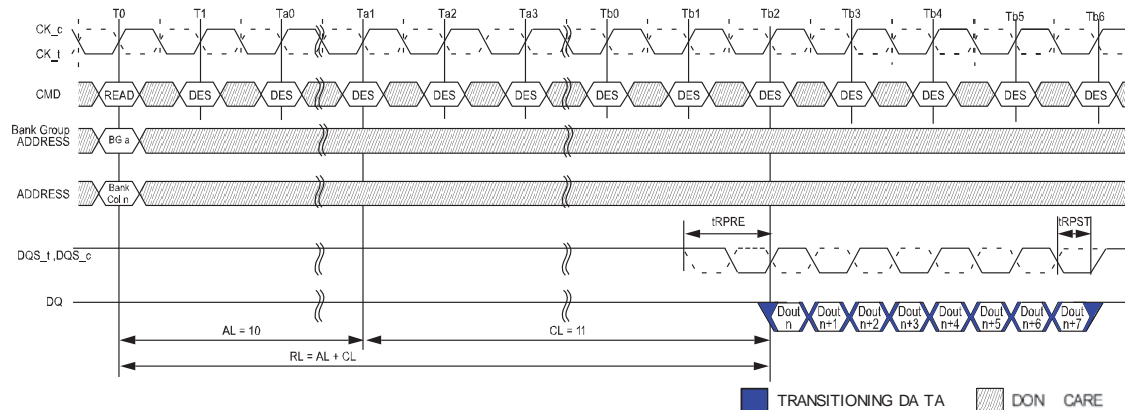 T0 T1 Ta0 Ta1 Ta2 Ta3 Tb0 Tb1 Tb2 Tb3 Tb4 Tb5 Tb6
CK_c
CK_t
CMD READ DES DES DES DES DES DES DES DES DES DES DES DES
Bank Group
ADDRESS
BG a
ADDRESS
Bank
Col n
tRPRE tRPST
DQS_t ,DQS_c
DQ
Dout Dout Dout Dout Dout Dout Dout Dout
n n+1 n+2 n+3 n+4 n+5 n+6 n+7
AL = 10 CL = 11
RL = AL + CL
TRANSITIONING DA TA DON CARE